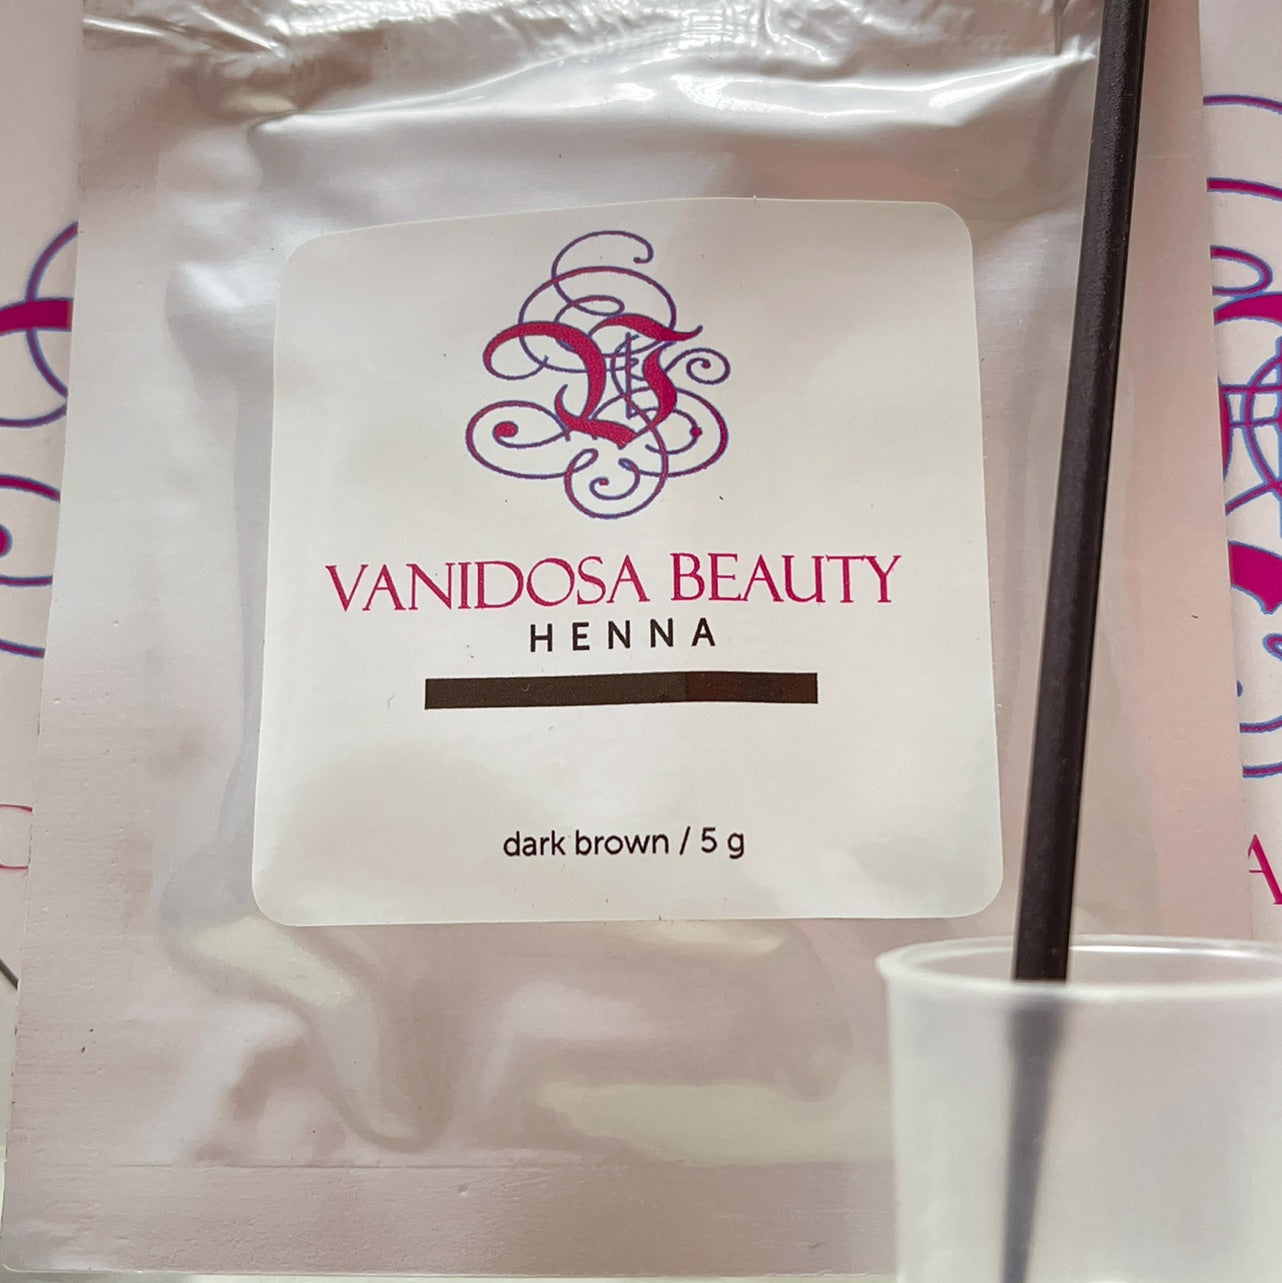 VANIDOSA BEAUTY
HENNA
dark brown / 5 g